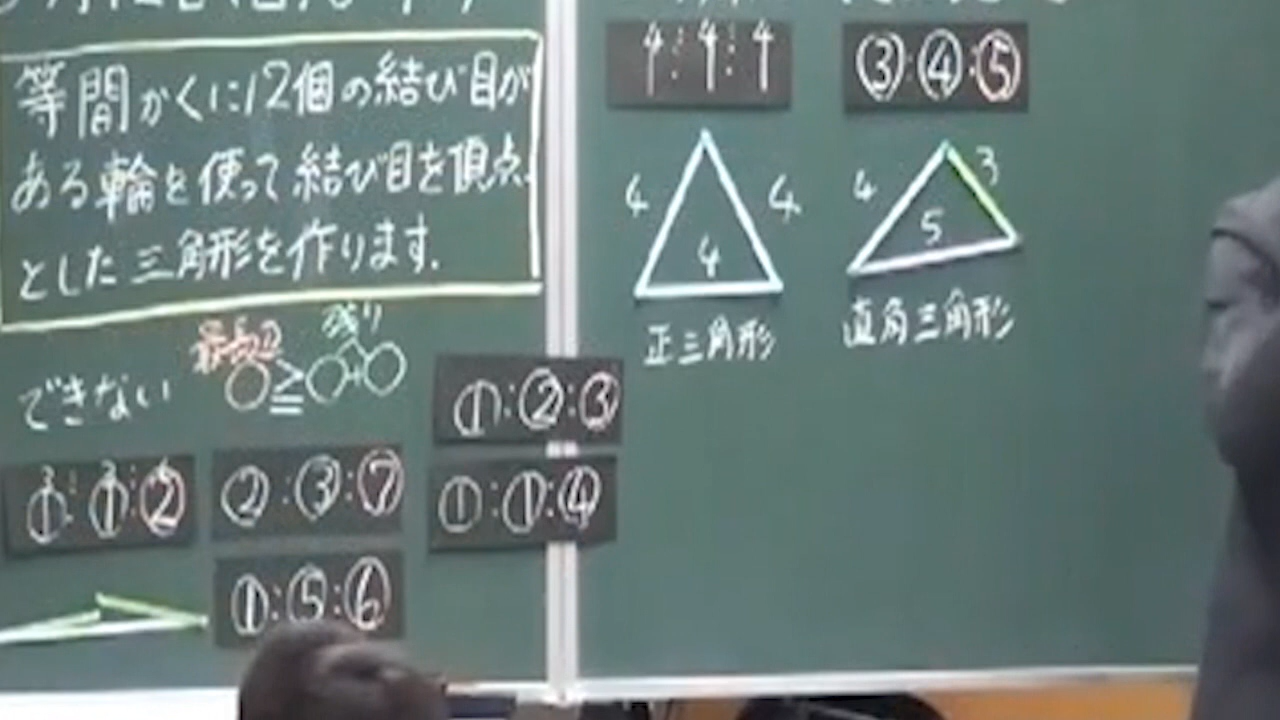 等間かくに12個の結び目が
ある輪を使って結び目を頂点
とした三角形を作ります.
できない
最長の 残り
◯≧◯+◯
①:②:③
①:①:②
②:③:⑦
①:①:④
①:⑤:⑥
4:4:4
4 4
4
正三角形
③:④:⑤
4 3
5
直角三角形